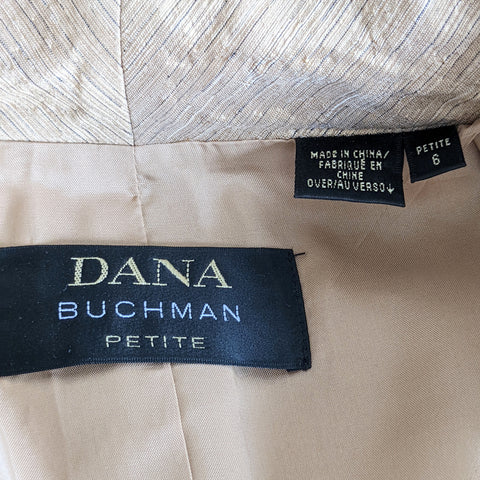 MADE IN CHINA/
FABRIQUÉ EN
CHINE
OVER/AU VERSO↓
PETITE
6
DANA
BUCHMAN
PETITE